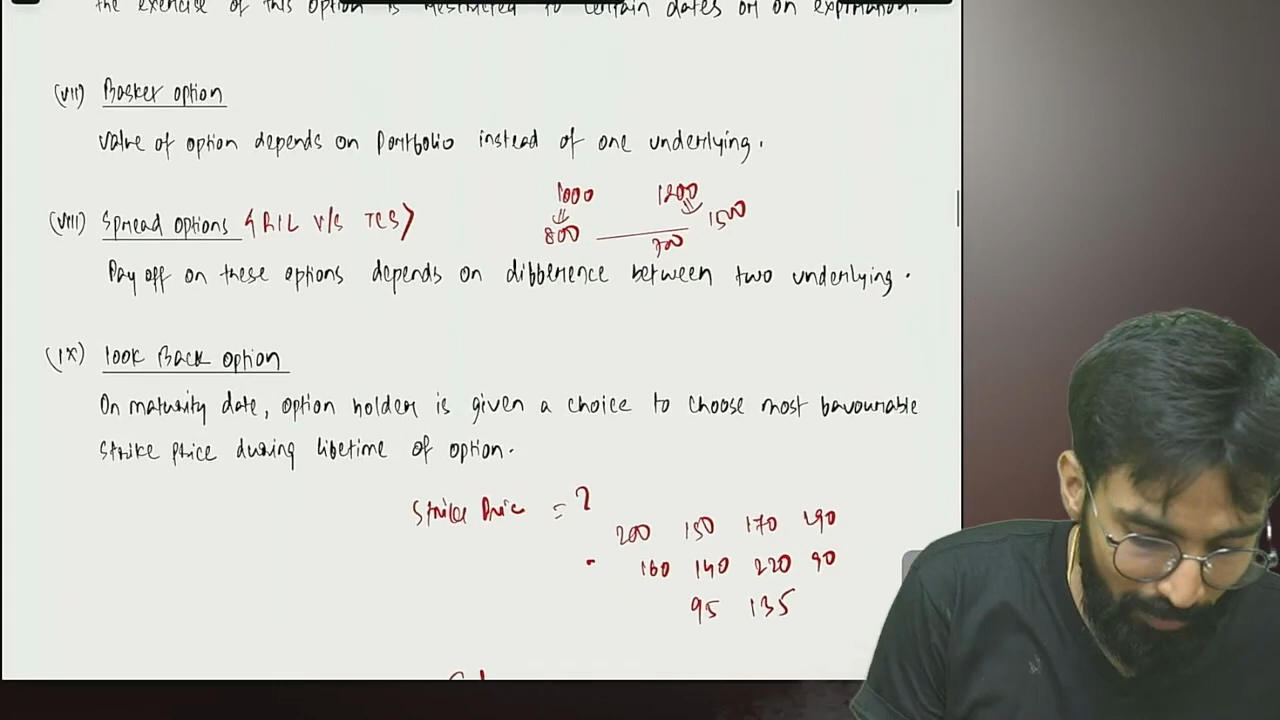 the exercise of this option is restricted to certain dates or on expiration.
(vii) Basket option
Value of option depends on Portfolio instead of one underlying.
(viii) Spread options {RIL v/s TCS}
1000 1200
800 700 1500
Pay off on these options depends on difference between two underlying.
(ix) look Back option
On maturity date, option holder is given a choice to choose most favourable
strike price during lifetime of option.
Strike Price = ?
200 150 170 190
160 140 220 90
95 135